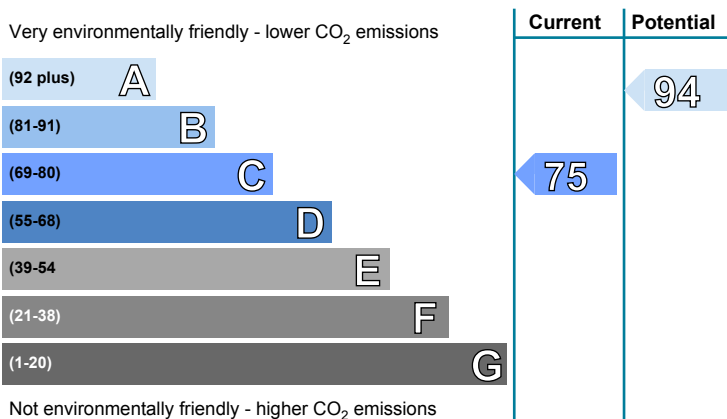 Current Potential
Very environmentally friendly - lower CO2 emissions
(92 plus) A 94
(81-91) B
(69-80) C 75
(55-68) D
(39-54 E
(21-38) F
(1-20) G
Not environmentally friendly - higher CO2 emissions